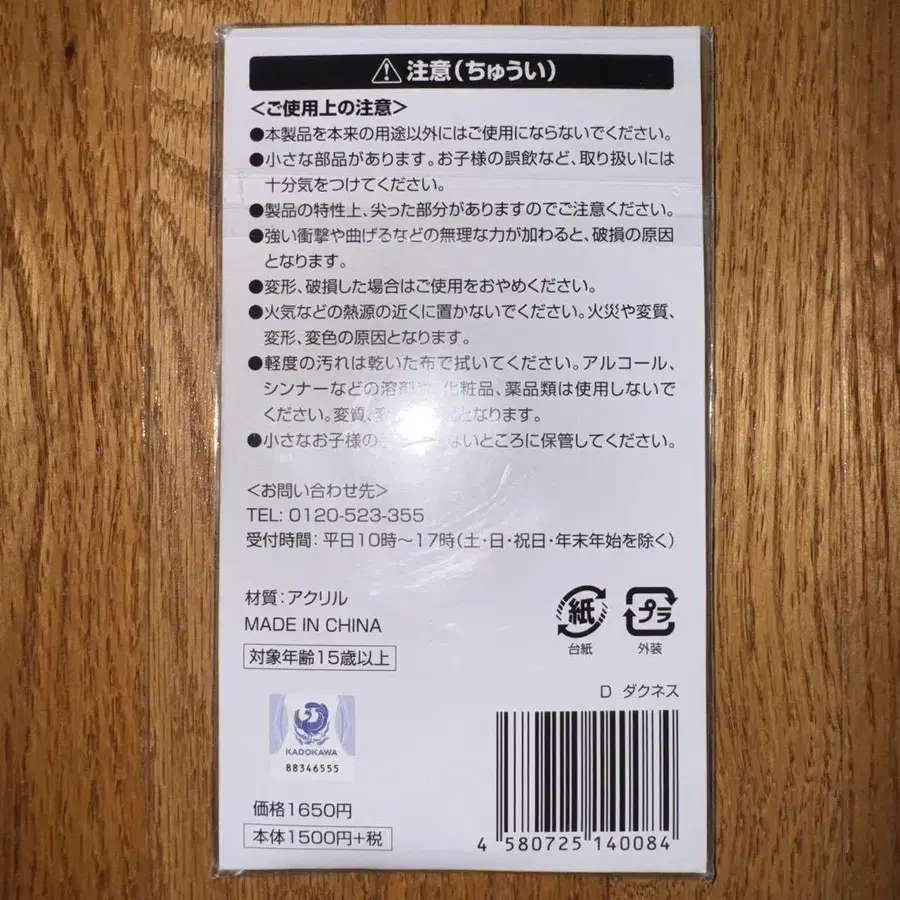 注意(ちゅうい)
<ご使用上の注意>
●本製品を本来の用途以外にはご使用にならないでください。
●小さな部品があります。お子様の誤飲など、取り扱いには
十分気をつけてください。
●製品の特性上、尖った部分がありますのでご注意ください。
●強い衝撃や曲げるなどの無理な力が加わると、破損の原因
となります。
●変形、破損した場合はご使用をおやめください。
●火気などの熱源の近くに置かないでください。火災や変質、
変形、変色の原因となります。
●軽度の汚れは乾いた布で拭いてください。アルコール、
シンナーなどの溶剤や、化粧品、薬品類は使用しないで
ください。変質、変 となります。
●小さなお子様の ないところに保管してください。
<お問い合わせ先>
TEL: 0120-523-355
受付時間:平日10時~17時(土・日・祝日・年末年始を除く)
材質:アクリル
MADE IN CHINA
対象年齢15歳以上
紙
台紙
プラ
外装
D ダクネス
KADOKAWA
88346555
価格1650円
本体1500円+税
4 580725 140084